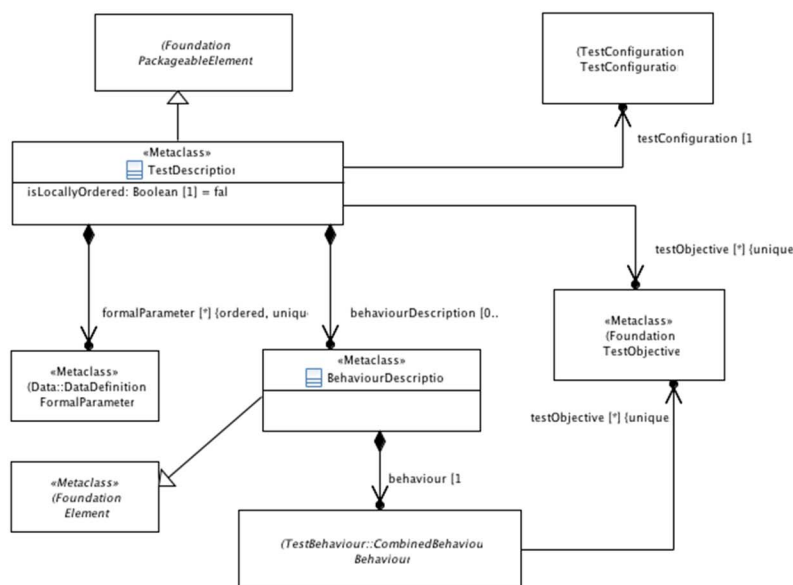 (Foundation
PackageableElement
(TestConfiguration
TestConfiguratio
testConfiguration [1
«Metaclass»
TestDescription
isLocallyOrdered: Boolean [1] = fal
testObjective [*] {unique
formalParameter [*] {ordered, uniqu
behaviourDescription [0..
«Metaclass»
(Foundation
TestObjective
«Metaclass»
(Data::DataDefinition
FormalParameter
«Metaclass»
BehaviourDescriptio
testObjective [*] {unique
«Metaclass»
(Foundation
Element
behaviour [1
(TestBehaviour::CombinedBehaviou
Behaviour